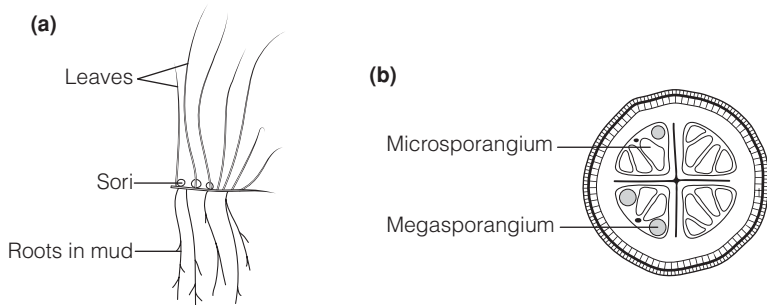 (a)
Leaves
Sori
Roots in mud
(b)
Microsporangium
Megasporangium